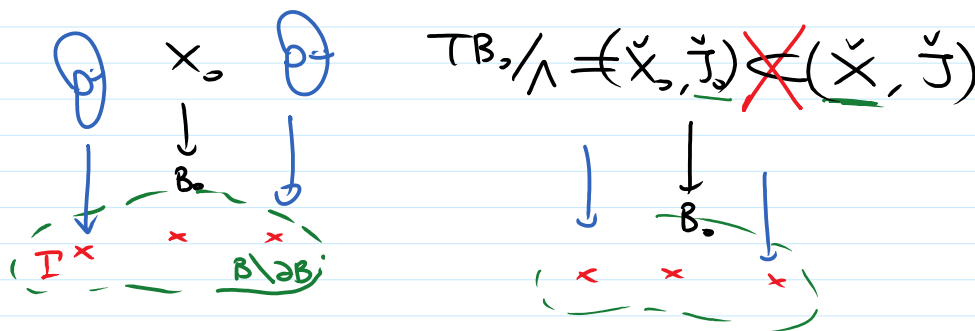 X₀
TB₀/Λ = (X̌₀, J̌₀) ⊂ (X̌, J̌)
B₀
B₀
I × × ×
B\∂B
× × ×